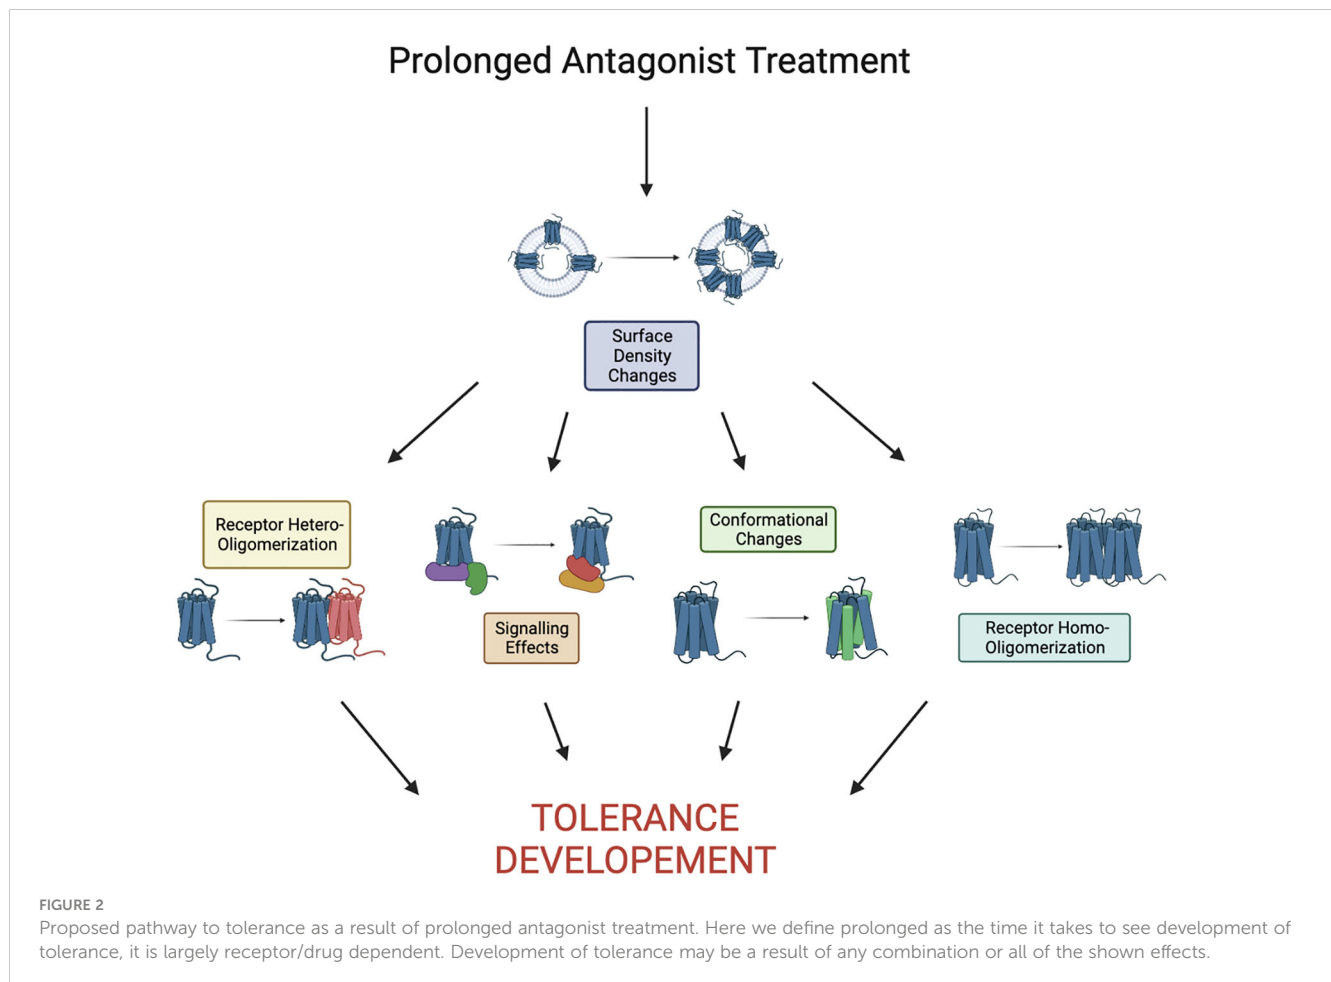 Prolonged Antagonist Treatment
Surface
Density
Changes
Receptor Hetero-
Oligomerization
Signalling
Effects
Conformational
Changes
Receptor Homo-
Oligomerization
TOLERANCE
DEVELOPEMENT
FIGURE 2
Proposed pathway to tolerance as a result of prolonged antagonist treatment. Here we define prolonged as the time it takes to see development of
tolerance, it is largely receptor/drug dependent. Development of tolerance may be a result of any combination or all of the shown effects.